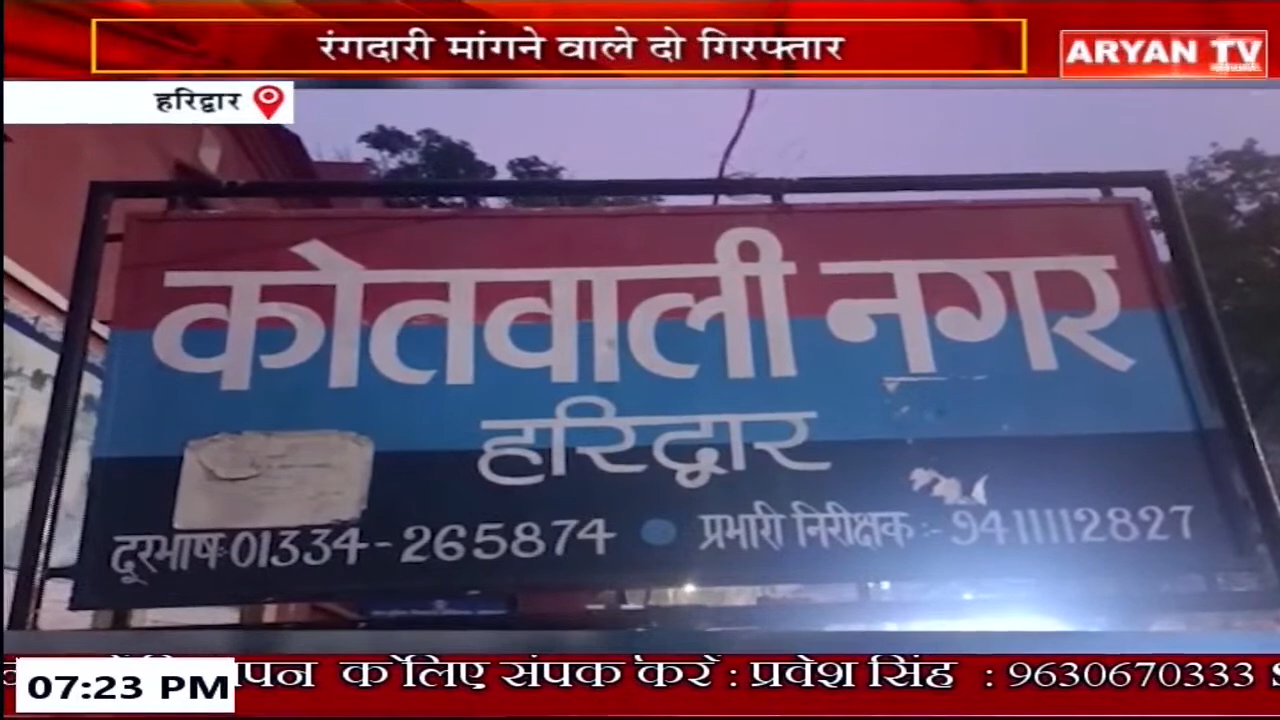 रंगदारी मांगने वाले दो गिरफ्तार
ARYAN TV
हरिद्वार
कोतवाली नगर
हरिद्वार
दूरभाष:01334-265874 • प्रभारी निरीक्षक:-9411112827
07:23 PM
के लिए संपर्क करें : प्रवेश सिंह : 9630670333